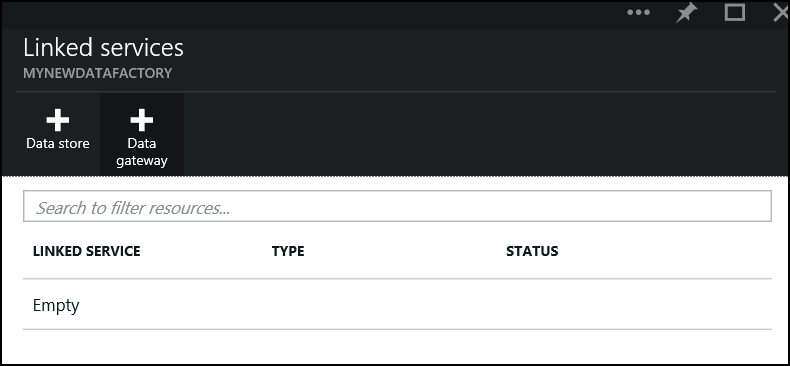 Linked services
MYNEWDATAFACTORY
Data store
Data
gateway
Search to filter resources...
LINKED SERVICE TYPE STATUS
Empty